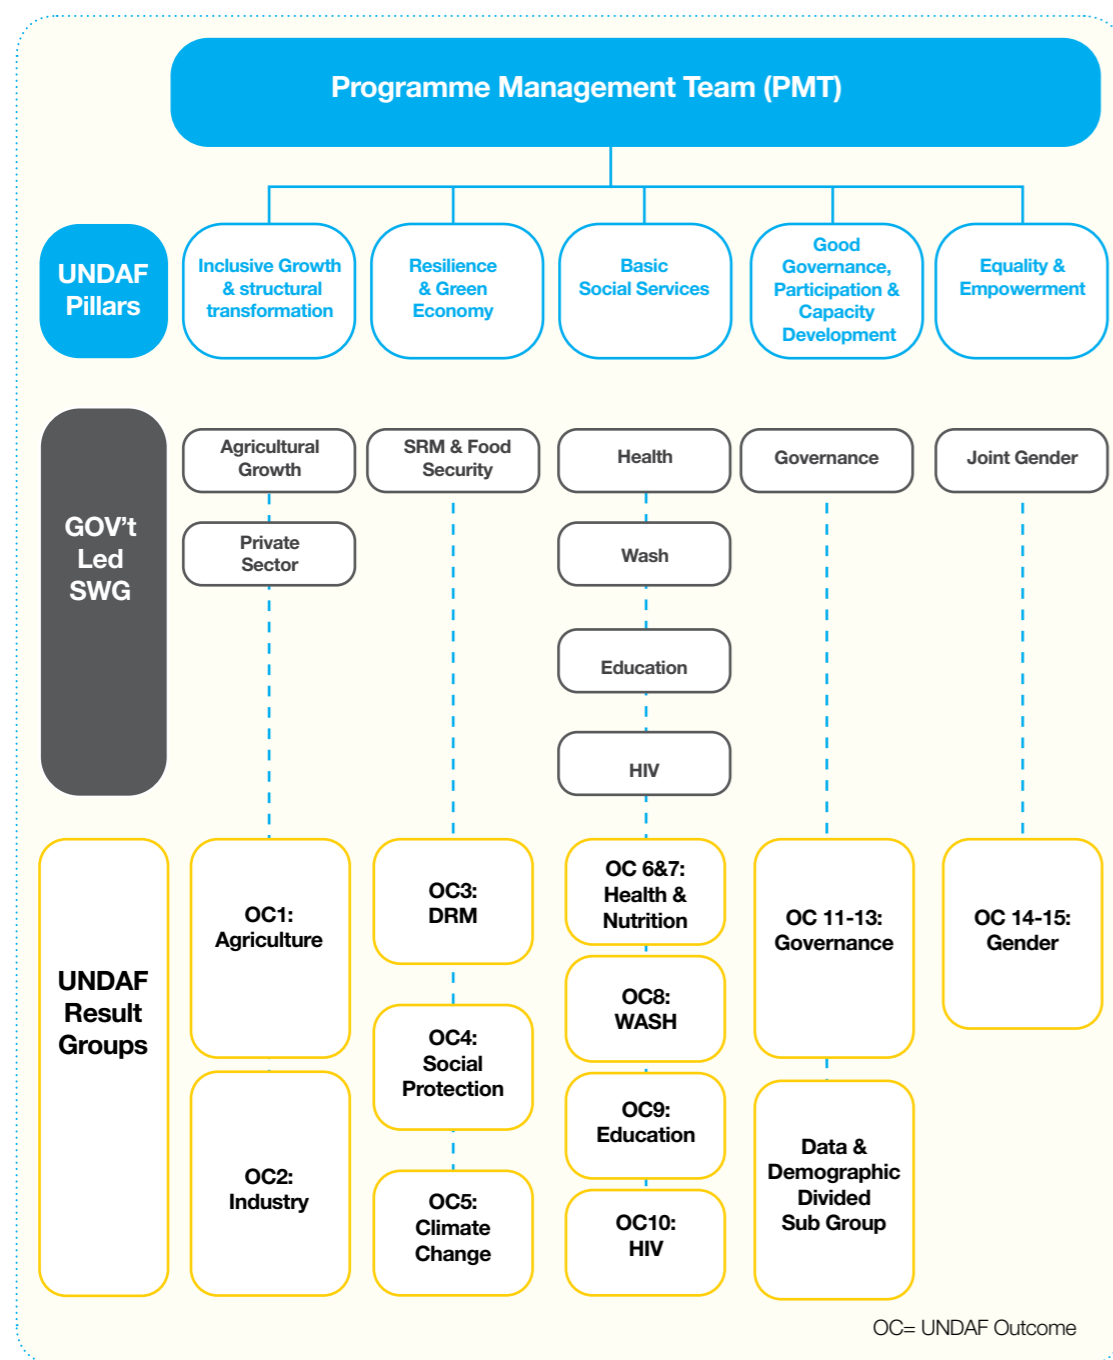 Programme Management Team (PMT)
UNDAF
Pillars
Inclusive Growth
& structural
transformation
Resilience
& Green
Economy
Basic
Social Services
Good
Governance,
Participation &
Capacity
Development
Equality &
Empowerment
GOV't
Led
SWG
Agricultural
Growth
Private
Sector
SRM & Food
Security
Health
Wash
Education
HIV
Governance
Joint Gender
UNDAF
Result
Groups
OC1:
Agriculture
OC2:
Industry
OC3:
DRM
OC4:
Social
Protection
OC5:
Climate
Change
OC 6&7:
Health &
Nutrition
OC8:
WASH
OC9:
Education
OC10:
HIV
OC 11-13:
Governance
Data &
Demographic
Divided
Sub Group
OC 14-15:
Gender
OC= UNDAF Outcome